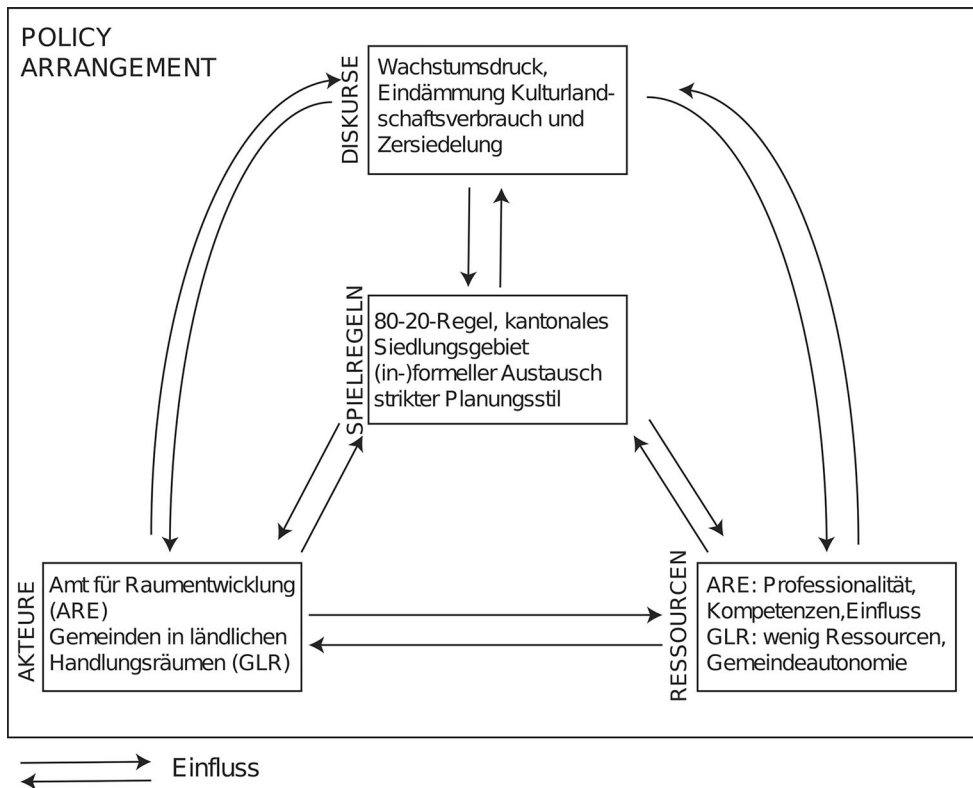 POLICY
ARRANGEMENT
DISKURSE
Wachstumsdruck,
Eindämmung Kulturland-
schaftsverbrauch und
Zersiedelung
SPIELREGELN
80-20-Regel, kantonales
Siedlungsgebiet
(in-)formeller Austausch
strikter Planungsstil
AKTEURE
Amt für Raumentwicklung
(ARE)
Gemeinden in ländlichen
Handlungsräumen (GLR)
RESSOURCEN
ARE: Professionalität,
Kompetenzen,Einfluss
GLR: wenig Ressourcen,
Gemeindeautonomie
Einfluss